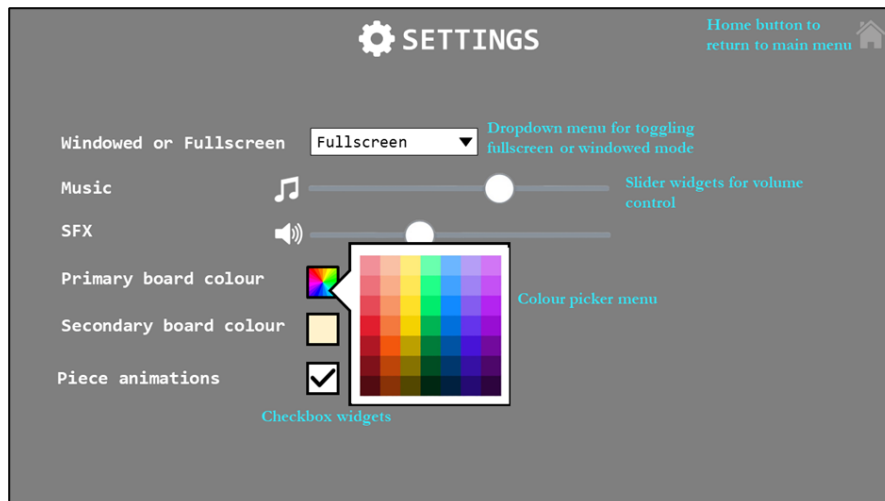 SETTINGS
Home button to
return to main menu
Windowed or Fullscreen
Fullscreen
Dropdown menu for toggling
fullscreen or windowed mode
Music
Slider widgets for volume
control
SFX
Primary board colour
Colour picker menu
Secondary board colour
Piece animations
Checkbox widgets